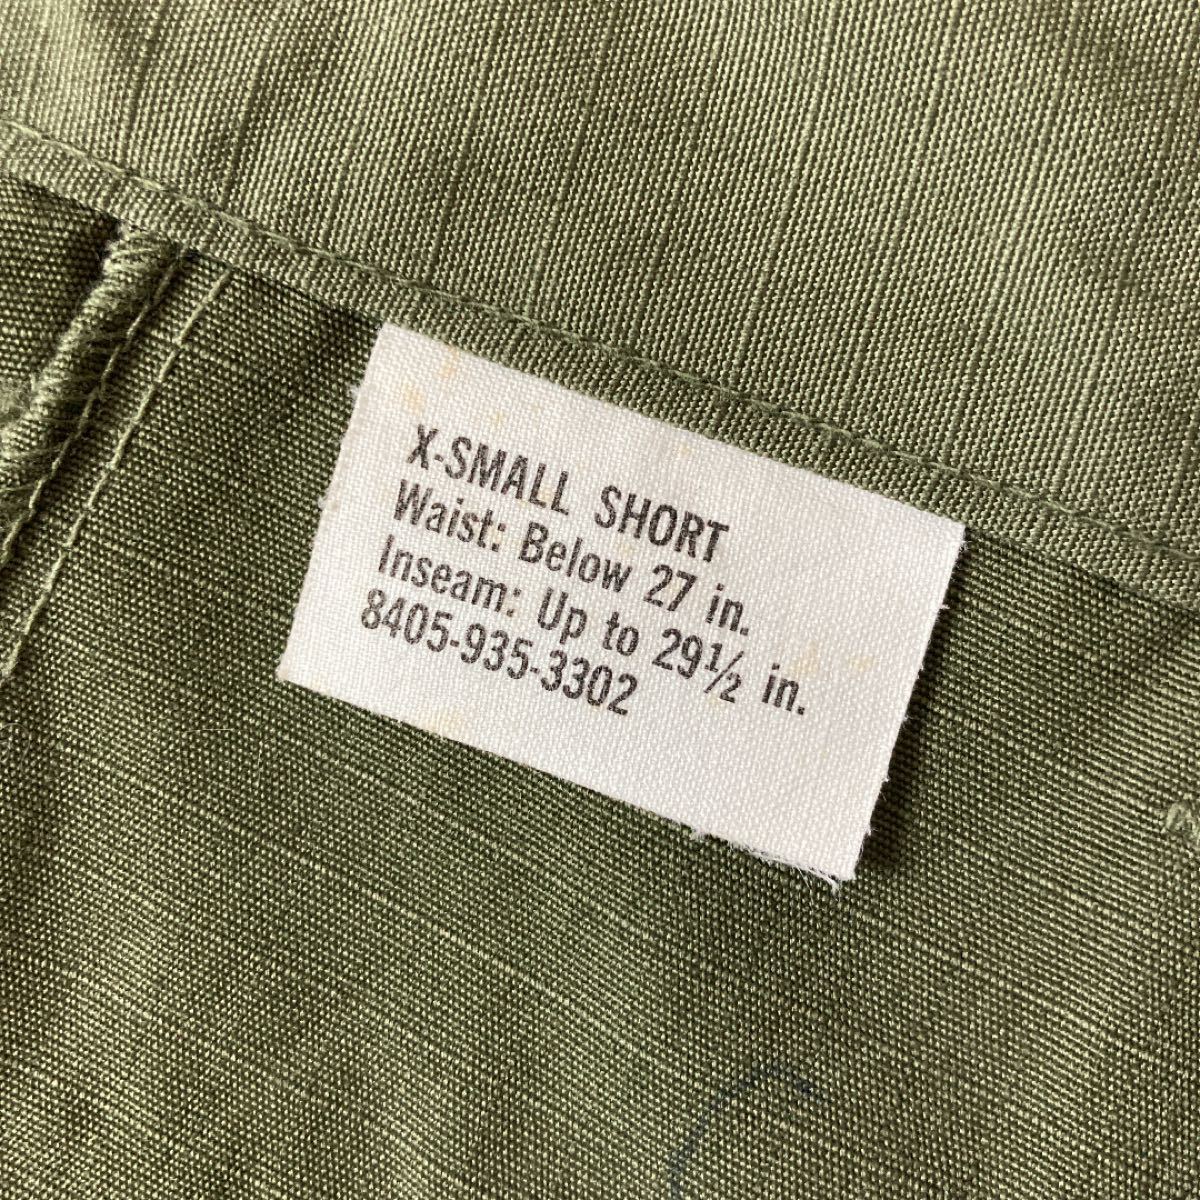 X-SMALL SHORT
Waist: Below 27 in.
Inseam: Up to 29½ in.
8405-935-3302